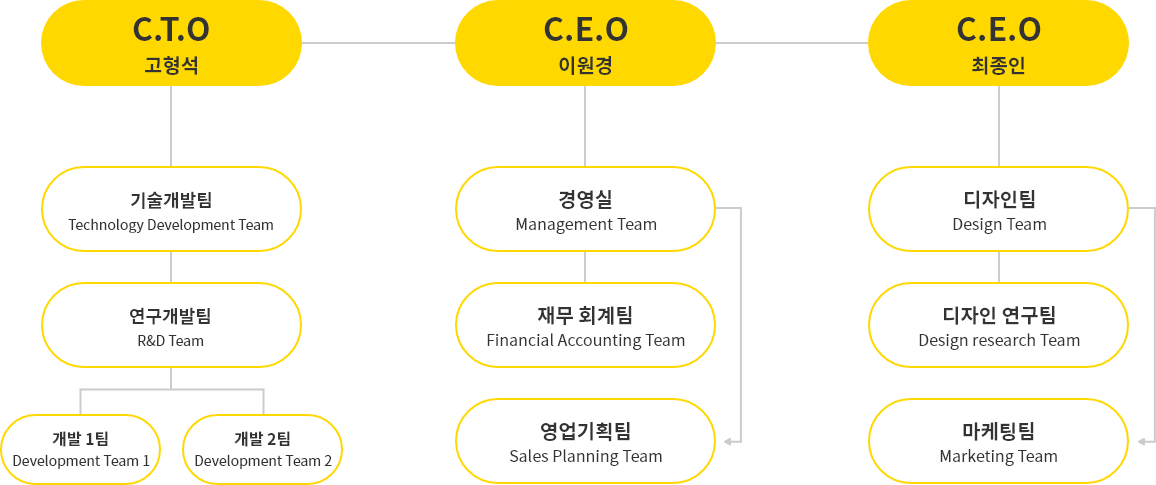 C.T.O
고형석
C.E.O
이원경
C.E.O
최종인
기술개발팀
Technology Development Team
경영실
Management Team
디자인팀
Design Team
연구개발팀
R&D Team
재무 회계팀
Financial Accounting Team
디자인 연구팀
Design research Team
개발 1팀
Development Team 1
개발 2팀
Development Team 2
영업기획팀
Sales Planning Team
마케팅팀
Marketing Team